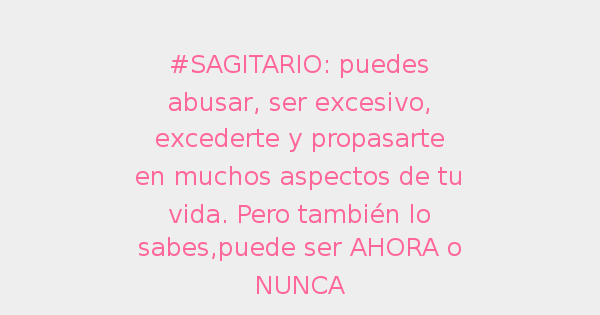 #SAGITARIO: puedes
abusar, ser excesivo,
excederte y propasarte
en muchos aspectos de tu
vida. Pero también lo
sabes,puede ser AHORA o
NUNCA